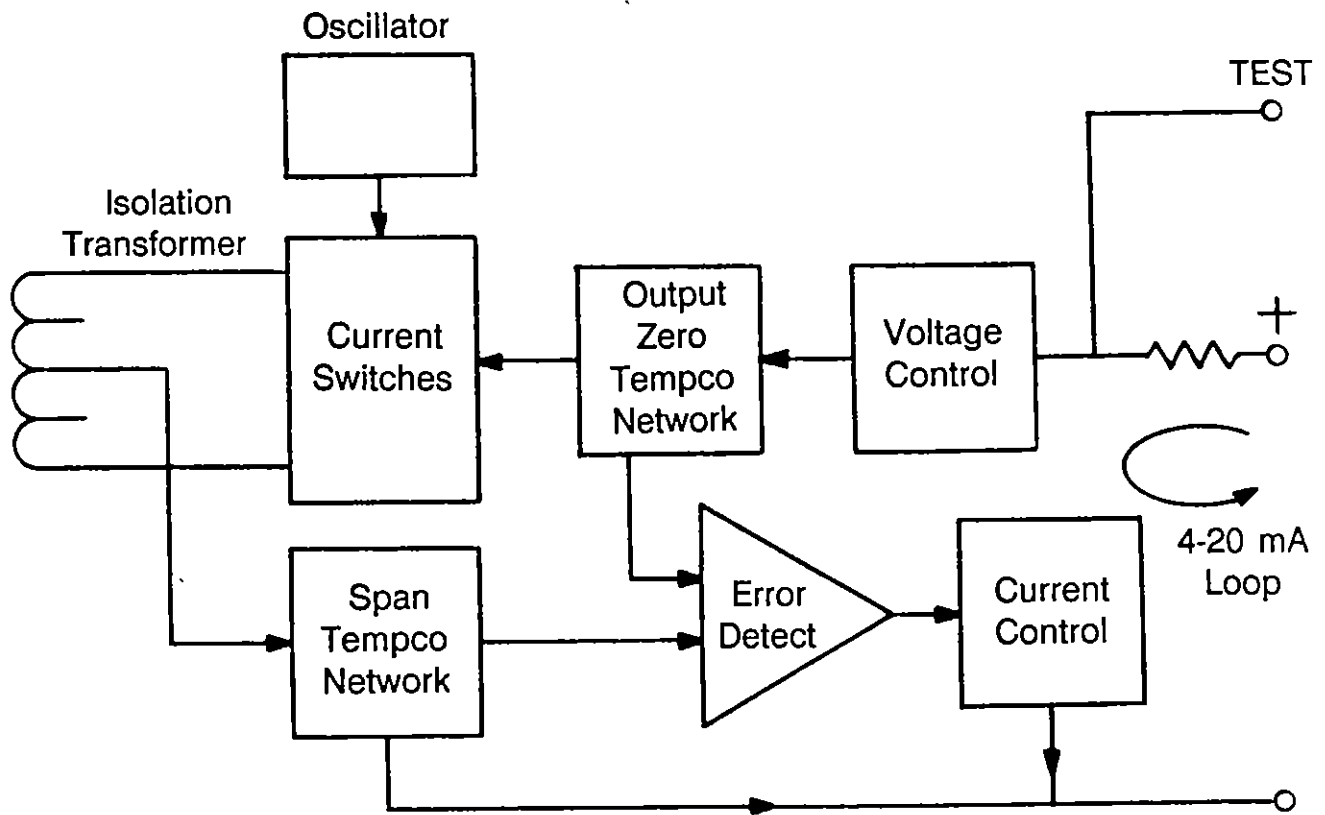 Oscillator
TEST
Isolation
Transformer
Current
Switches
Output
Zero
Tempco
Network
Voltage
Control
+
4-20 mA
Loop
Span
Tempco
Network
Error
Detect
Current
Control